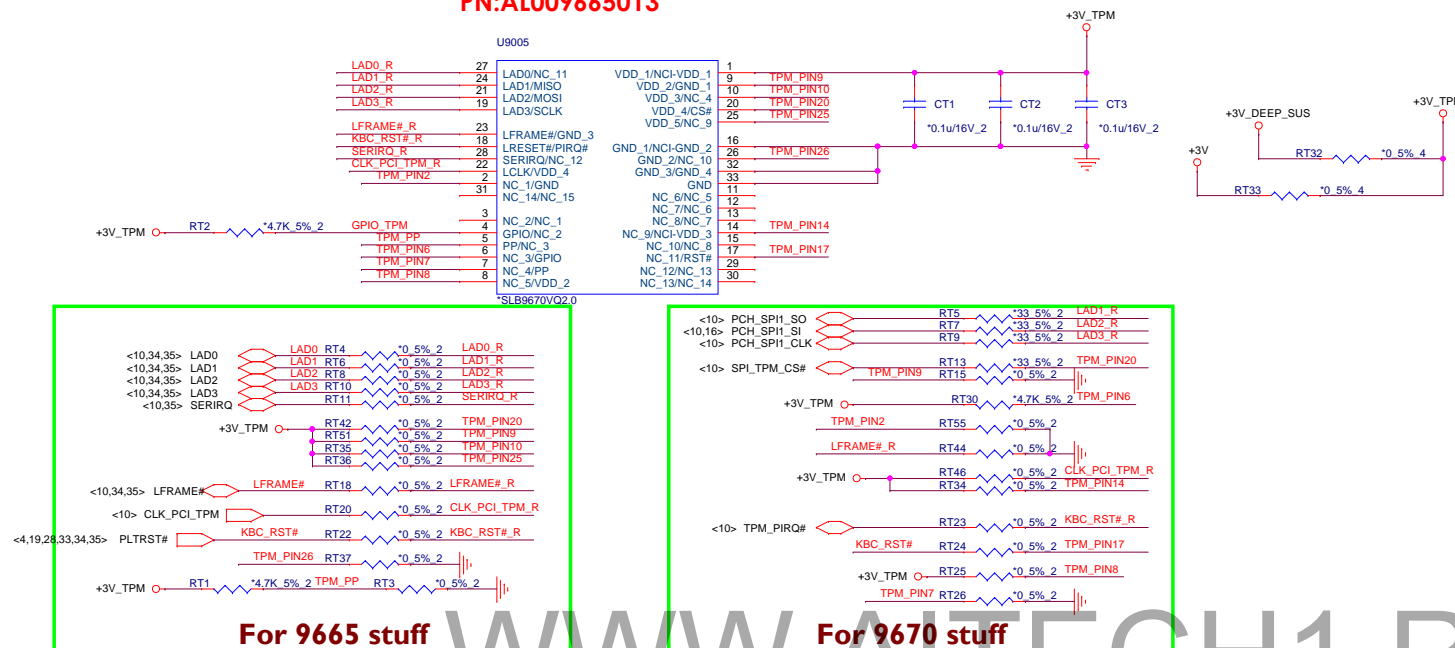 PN:AL009665013
+3V_TPM
U9005
LAD0_R 27 LAD0/NC_11 VDD_1/NCI-VDD_1 1
LAD1_R 24 LAD1/MISO VDD_2/GND_1 9 TPM_PIN9
LAD2_R 21 LAD2/MOSI VDD_3/NC_4 10 TPM_PIN10
LAD3_R 19 LAD3/SCLK VDD_4/CS# 20 TPM_PIN20
VDD_5/NC_9 25 TPM_PIN25
CT1 CT2 CT3
*0.1u/16V_2 *0.1u/16V_2 *0.1u/16V_2
LFRAME#_R 23 LFRAME#/GND_3
KBC_RST#_R 18 LRESET#/PIRQ# GND_1/NCI-GND_2 16
SERIRQ_R 28 SERIRQ/NC_12 GND_2/NC_10 26 TPM_PIN26
CLK_PCI_TPM_R 22 LCLK/VDD_4 GND_3/GND_4 32
TPM_PIN2 2 NC_1/GND GND 33
31 NC_14/NC_15 NC_6/NC_5 11
NC_7/NC_6 12
3 NC_2/NC_1 NC_8/NC_7 13
+3V_TPM RT2 *4.7K_5%_2 GPIO_TPM 4 GPIO/NC_2 NC_9/NCI-VDD_3 14 TPM_PIN14
TPM_PP 5 PP/NC_3 NC_10/NC_8 15
TPM_PIN6 6 NC_3/GPIO NC_11/RST# 17 TPM_PIN17
TPM_PIN7 7 NC_4/PP NC_12/NC_13 29
TPM_PIN8 8 NC_5/VDD_2 NC_13/NC_14 30
*SLB9670VQ2.0
+3V_DEEP_SUS
+3V
RT32 *0_5%_4
RT33 *0_5%_4
<10,34,35> LAD0 LAD0 RT4 *0_5%_2 LAD0_R
<10,34,35> LAD1 LAD1 RT6 *0_5%_2 LAD1_R
<10,34,35> LAD2 LAD2 RT8 *0_5%_2 LAD2_R
<10,34,35> LAD3 LAD3 RT10 *0_5%_2 LAD3_R
<10,35> SERIRQ RT11 *0_5%_2 SERIRQ_R
+3V_TPM RT42 *0_5%_2 TPM_PIN20
RT51 *0_5%_2 TPM_PIN9
RT35 *0_5%_2 TPM_PIN10
RT36 *0_5%_2 TPM_PIN25
<10,34,35> LFRAME# LFRAME# RT18 *0_5%_2 LFRAME#_R
<10> CLK_PCI_TPM RT20 *0_5%_2 CLK_PCI_TPM_R
<4,19,28,33,34,35> PLTRST# KBC_RST# RT22 *0_5%_2 KBC_RST#_R
TPM_PIN26 RT37 *0_5%_2
+3V_TPM RT1 *4.7K_5%_2 TPM_PP RT3 *0_5%_2
For 9665 stuff
<10> PCH_SPI1_SO RT5 *33_5%_2 LAD1_R
<10,16> PCH_SPI1_SI RT7 *33_5%_2 LAD2_R
<10> PCH_SPI1_CLK RT9 *33_5%_2 LAD3_R
<10> SPI_TPM_CS# RT13 *33_5%_2 TPM_PIN20
TPM_PIN9 RT15 *0_5%_2
+3V_TPM RT30 *4.7K_5%_2 TPM_PIN6
TPM_PIN2 RT55 *0_5%_2
LFRAME#_R RT44 *0_5%_2
+3V_TPM RT46 *0_5%_2 CLK_PCI_TPM_R
RT34 *0_5%_2 TPM_PIN14
<10> TPM_PIRQ# RT23 *0_5%_2 KBC_RST#_R
KBC_RST# RT24 *0_5%_2 TPM_PIN17
+3V_TPM RT25 *0_5%_2 TPM_PIN8
TPM_PIN7 RT26 *0_5%_2
For 9670 stuff